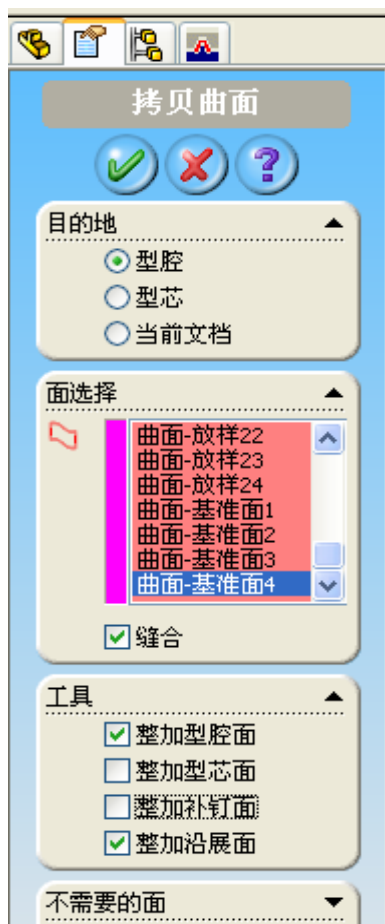 拷贝曲面
目的地
型腔
型芯
当前文档
面选择
曲面-放样22
曲面-放样23
曲面-放样24
曲面-基准面1
曲面-基准面2
曲面-基准面3
曲面-基准面4
缝合
工具
整加型腔面
整加型芯面
整加补钉面
整加沿展面
不需要的面